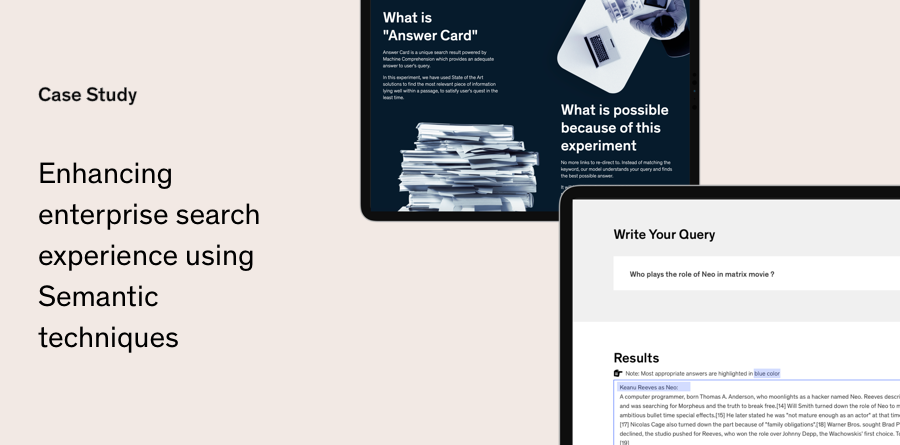 Case Study
Enhancing
enterprise search
experience using
Semantic
techniques
What is
"Answer Card"
Answer Card is a unique search result powered by
Machine Comprehension which provides an adequate
answer to user's query.
In this experiment, we have used State of the Art
solutions to find the most relevant piece of information
lying well within a passage, to satisfy user's quest in the
least time.
What is possible
because of this
experiment
No more links to re-direct to. Instead of matching the
keyword, our model understands your query and finds
the best possible answer.
Write Your Query
Who plays the role of Neo in matrix movie ?
Results
Note: Most appropriate answers are highlighted in blue color
Keanu Reeves as Neo:
A computer programmer, born Thomas A. Anderson, who moonlights as a hacker named Neo. Reeves descri
and was searching for Morpheus and the truth to break free.[14] Will Smith turned down the role of Neo to m
ambitious bullet time special effects.[15] He later stated he was "not mature enough as an actor" at that time
[17] Nicolas Cage also turned down the part because of "family obligations".[18] Warner Bros. sought Brad P
declined, the studio pushed for Reeves, who won the role over Johnny Depp, the Wachowskis' first choice. T
[19]